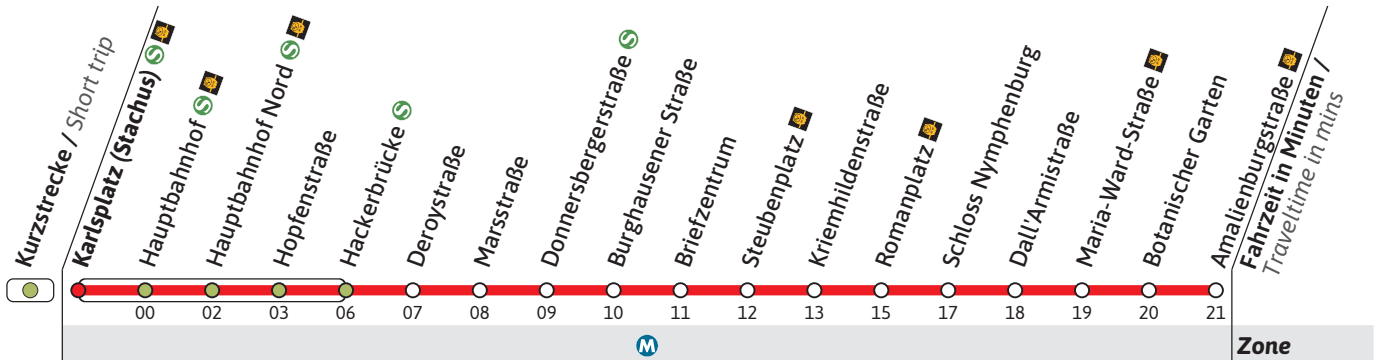 Kurzstrecke / Short trip
Karlsplatz (Stachus) S
Hauptbahnhof S
Hauptbahnhof Nord S
Hopfenstraße
Hackerbrücke S
Deroystraße
Marsstraße
Donnersbergerstraße S
Burghausener Straße
Briefzentrum
Steubenplatz
Kriemhildenstraße
Romanplatz
Schloss Nymphenburg
Dall'Armistraße
Maria-Ward-Straße
Botanischer Garten
Amalienburgstraße
Fahrzeit in Minuten /
Traveltime in mins
00 02 03 06 07 08 09 10 11 12 13 15 17 18 19 20 21
M Zone